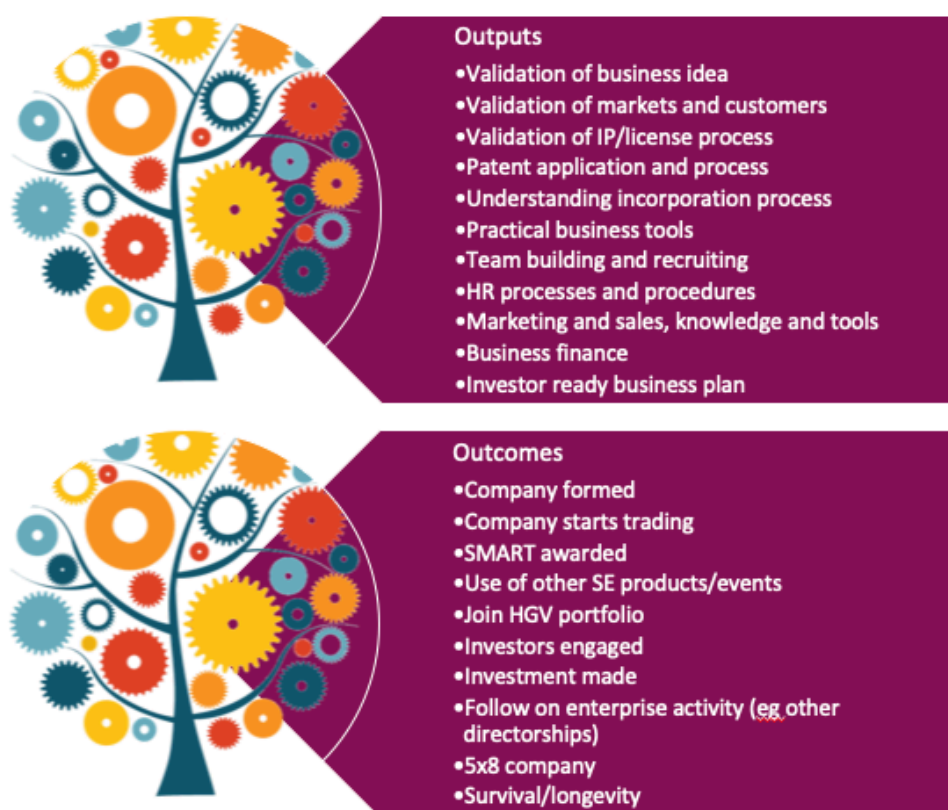 Outputs
•Validation of business idea
•Validation of markets and customers
•Validation of IP/license process
•Patent application and process
•Understanding incorporation process
•Practical business tools
•Team building and recruiting
•HR processes and procedures
•Marketing and sales, knowledge and tools
•Business finance
•Investor ready business plan
Outcomes
•Company formed
•Company starts trading
•SMART awarded
•Use of other SE products/events
•Join HGV portfolio
•Investors engaged
•Investment made
•Follow on enterprise activity (eg other
directorships)
•5x8 company
•Survival/longevity